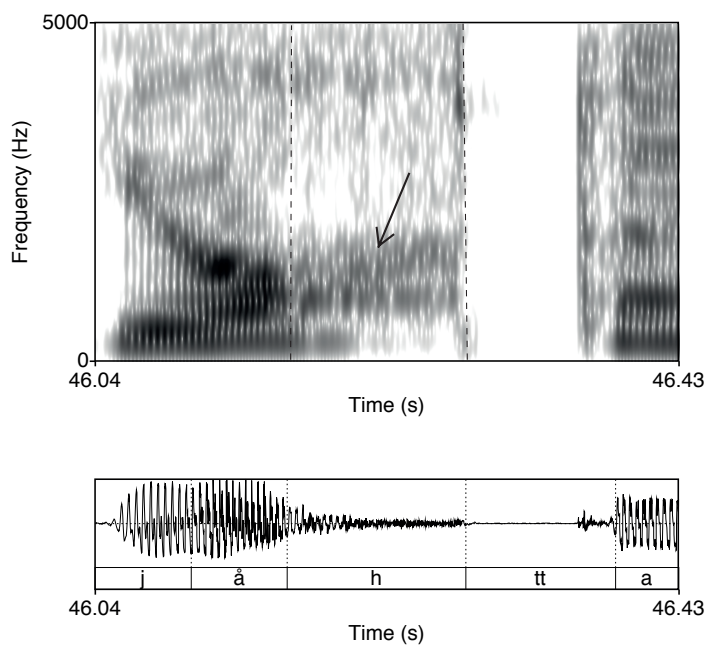 5000
Frequency (Hz)
0
46.04 46.43
Time (s)
j å h tt a
46.04 46.43
Time (s)